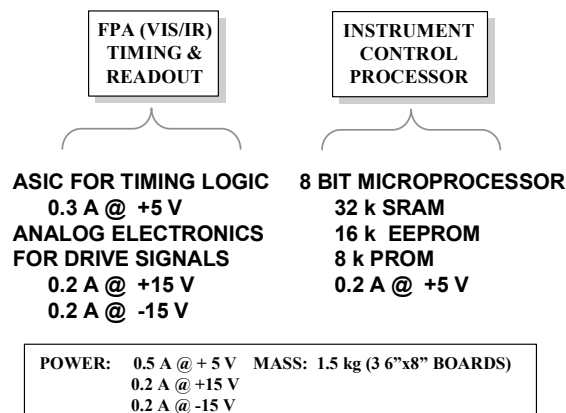 FPA (VIS/IR)
TIMING &
READOUT
INSTRUMENT
CONTROL
PROCESSOR
ASIC FOR TIMING LOGIC
0.3 A @ +5 V
ANALOG ELECTRONICS
FOR DRIVE SIGNALS
0.2 A @ +15 V
0.2 A @ -15 V
8 BIT MICROPROCESSOR
32 k SRAM
16 k EEPROM
8 k PROM
0.2 A @ +5 V
POWER: 0.5 A @ + 5 V MASS: 1.5 kg (3 6”x8” BOARDS)
0.2 A @ +15 V
0.2 A @ -15 V